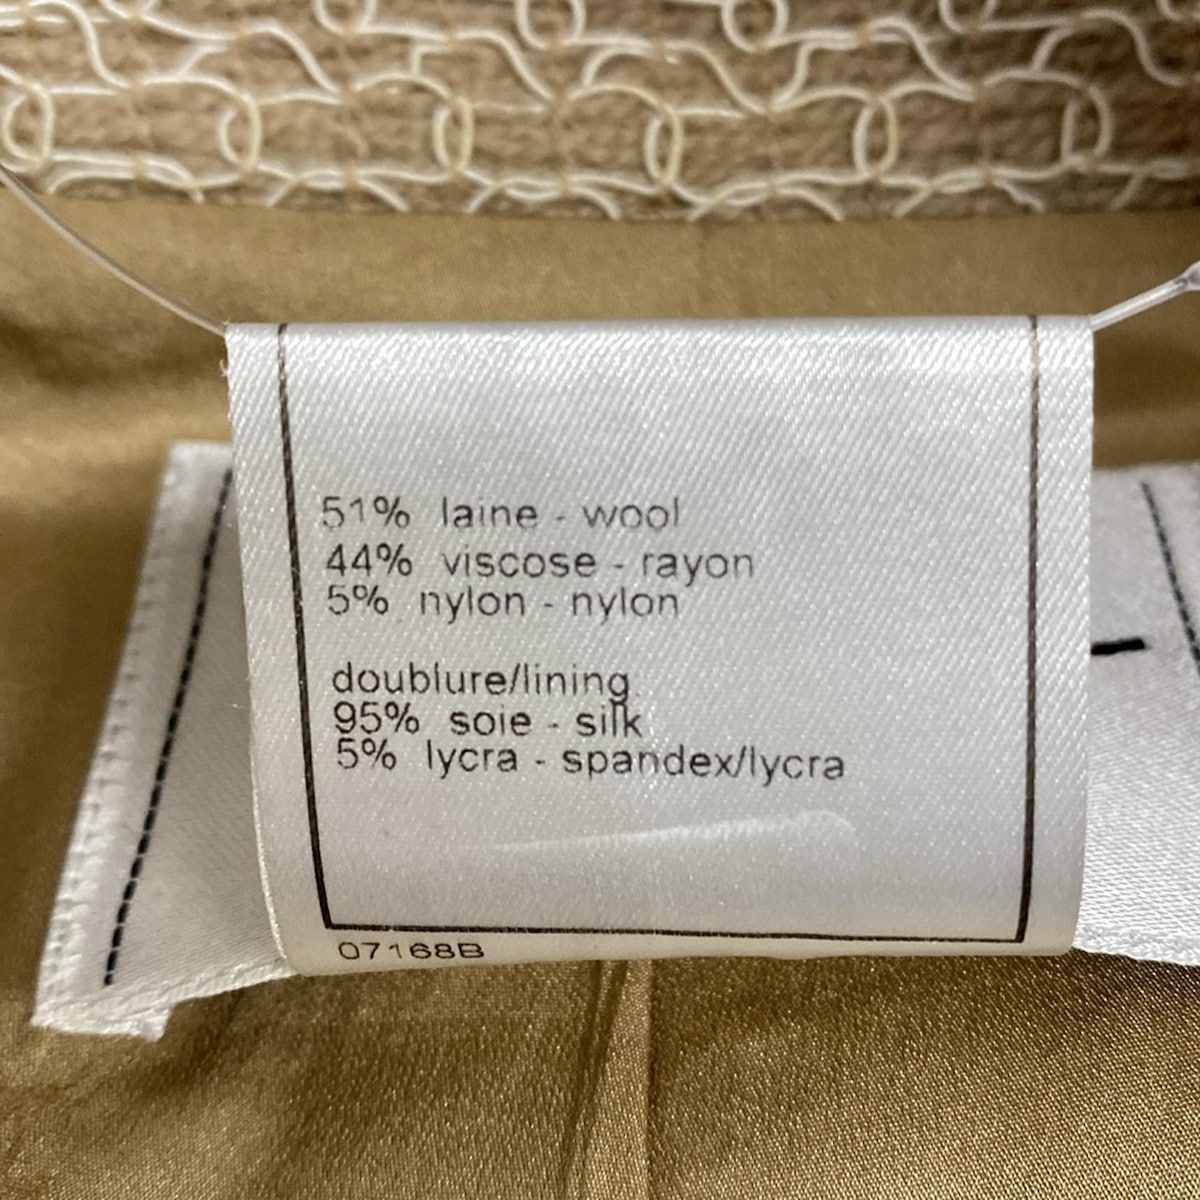 51% laine - wool
44% viscose - rayon
5% nylon - nylon
doublure/lining
95% soie - silk
5% lycra - spandex/lycra
07168B